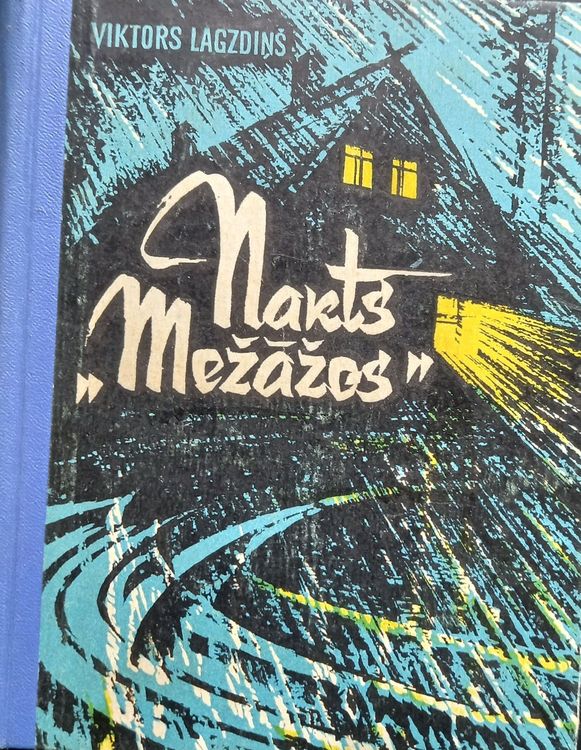 VIKTORS LAGZDIŅŠ
Nakts
„Mežāžos"